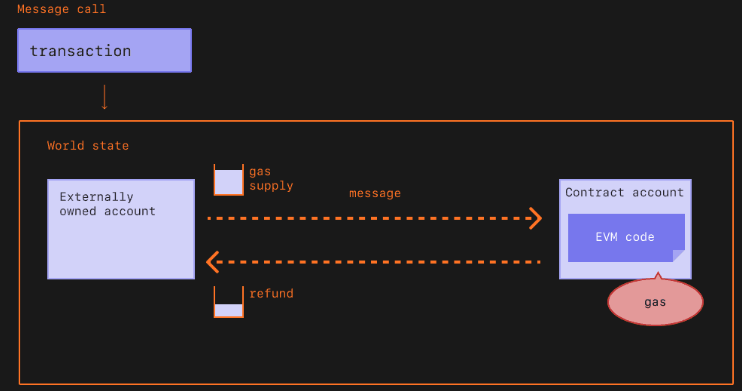 Message call
transaction
World state
Externally
owned account
gas
supply
message
Contract account
EVM code
gas
refund